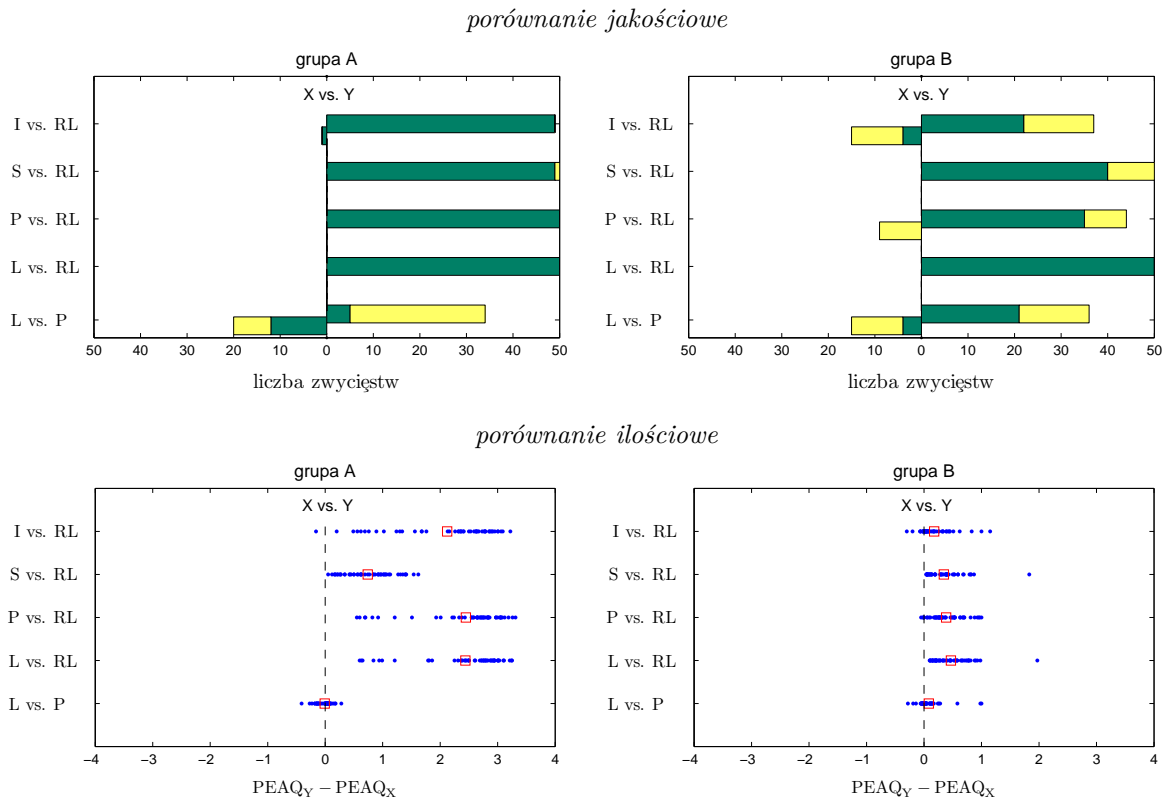 porównanie jakościowe
grupa A
X vs. Y
I vs. RL
S vs. RL
P vs. RL
L vs. RL
L vs. P
50 40 30 20 10 0 10 20 30 40 50
liczba zwycięstw
grupa B
X vs. Y
I vs. RL
S vs. RL
P vs. RL
L vs. RL
L vs. P
50 40 30 20 10 0 10 20 30 40 50
liczba zwycięstw
porównanie ilościowe
grupa A
X vs. Y
I vs. RL
S vs. RL
P vs. RL
L vs. RL
L vs. P
−4 −3 −2 −1 0 1 2 3 4
PEAQY − PEAQX
grupa B
X vs. Y
I vs. RL
S vs. RL
P vs. RL
L vs. RL
L vs. P
−4 −3 −2 −1 0 1 2 3 4
PEAQY − PEAQX